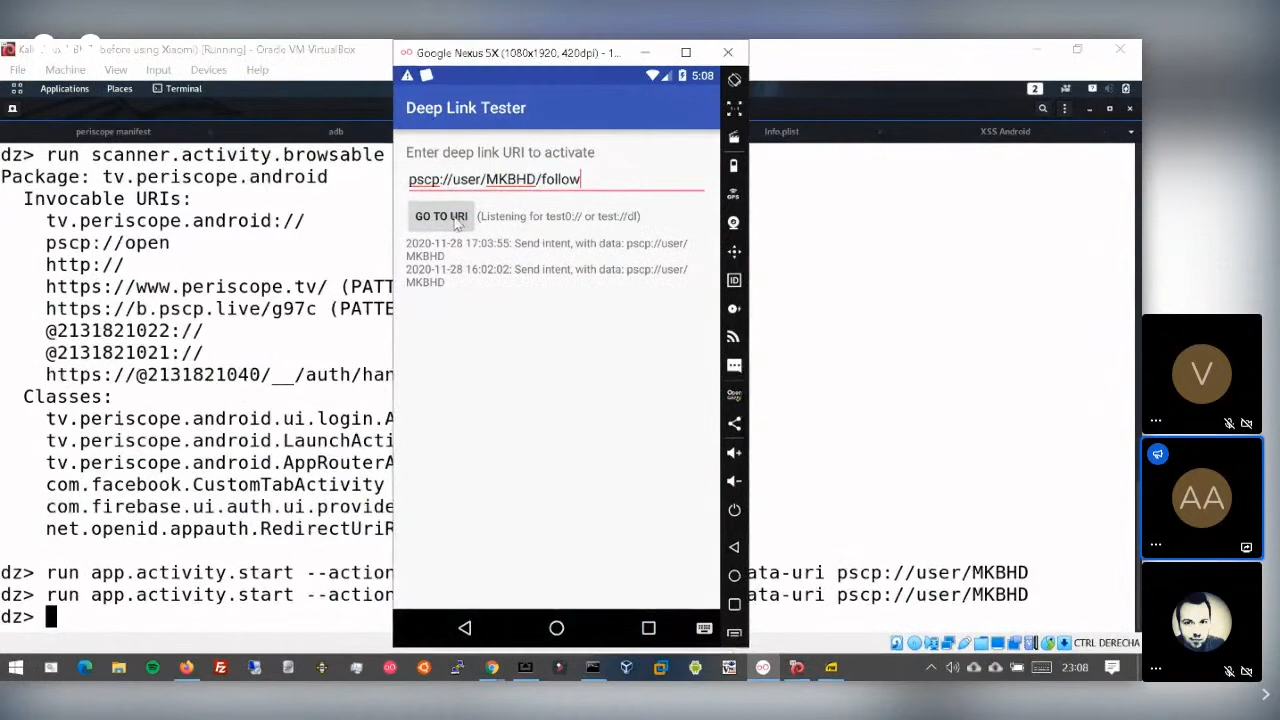 before using Xiaomi) [Running] - Oracle VM VirtualBox
Google Nexus 5X (1080x1920, 420dpi) - 1...
File Machine View Input Devices Help
Applications Places Terminal
2
5:08
Deep Link Tester
periscope manifest
adb
Info.plist
XSS Android
dz> run scanner.activity.browsable
Package: tv.periscope.android
Invocable URIs:
tv.periscope.android://
pscp://open
http://
https://www.periscope.tv/ (PATT
https://b.pscp.live/g97c (PATTE
@2131821022://
@2131821021://
https://@2131821040/__/auth/han
Classes:
tv.periscope.android.ui.login.A
tv.periscope.android.LaunchActi
tv.periscope.android.AppRouterA
com.facebook.CustomTabActivity
com.firebase.ui.auth.ui.provide
net.openid.appauth.RedirectUriR
dz> run app.activity.start --action
ata-uri pscp://user/MKBHD
dz> run app.activity.start --action
ata-uri pscp://user/MKBHD
dz>
Enter deep link URI to activate
pscp://user/MKBHD/follow
GO TO URI (Listening for test0:// or test://dl)
2020-11-28 17:03:55: Send intent, with data: pscp://user/
MKBHD
2020-11-28 16:02:02: Send intent, with data: pscp://user/
MKBHD
GPS
ID
V
AA
CTRL DERECHA
23:08